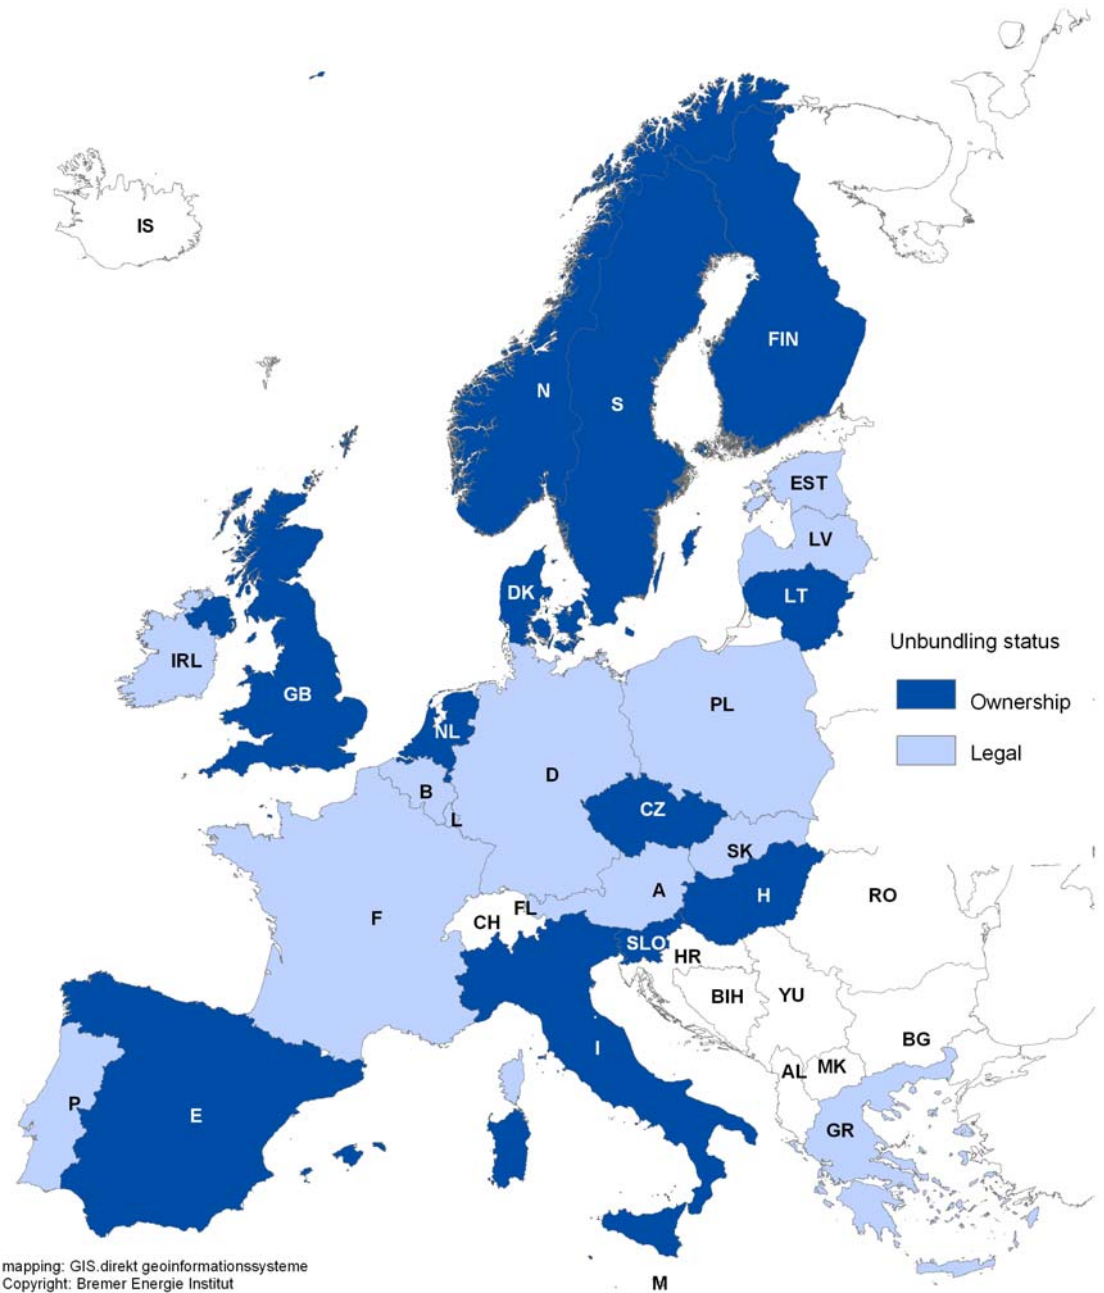 IS
FIN
N
S
EST
LV
LT
DK
IRL
GB
Unbundling status
Ownership
Legal
PL
NL
D
B
L
CZ
SK
A
H
RO
F
CH
FL
SLO
HR
BIH
YU
BG
I
AL
MK
P
E
GR
M
mapping: GIS.direkt geoinformationssysteme
Copyright: Bremer Energie Institut